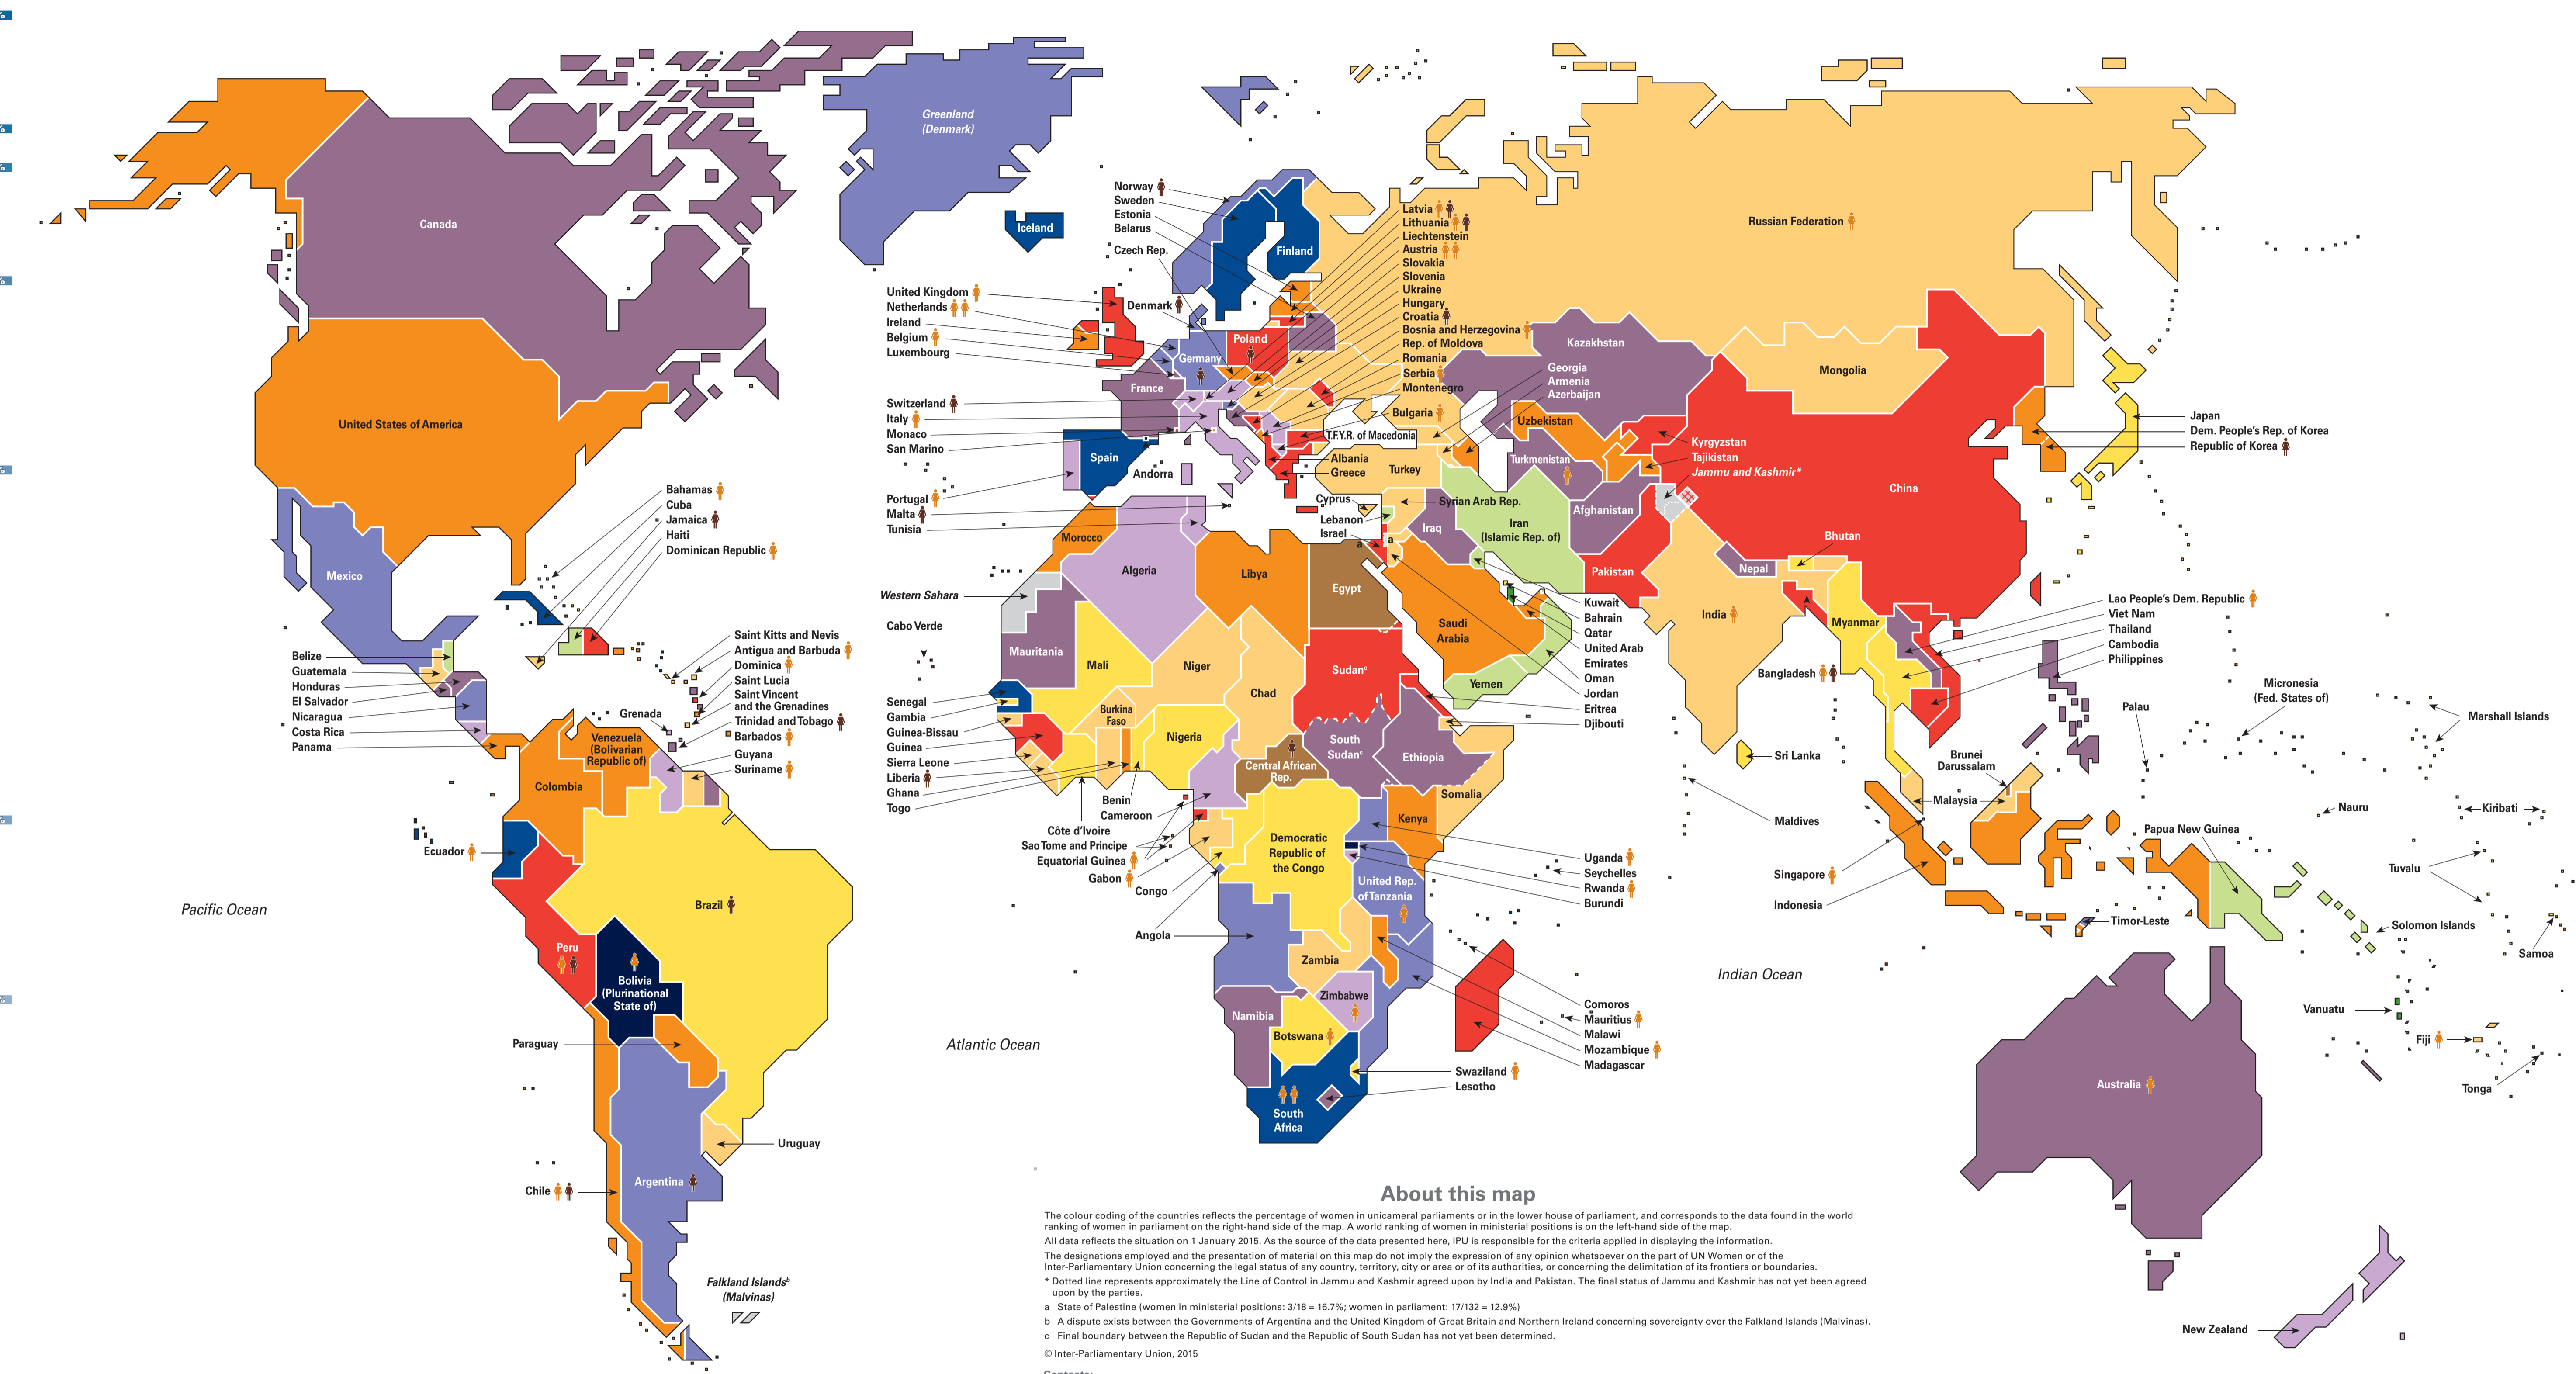 Greenland
(Denmark)
Canada
United States of America
Mexico
Iceland
Norway
Sweden
Estonia
Belarus
Czech Rep.
Finland
Latvia
Lithuania
Liechtenstein
Austria
Slovakia
Slovenia
Ukraine
Hungary
Croatia
Bosnia and Herzegovina
Rep. of Moldova
Romania
Serbia
Montenegro
Bulgaria
T.F.Y.R. of Macedonia
Albania
Greece
Russian Federation
United Kingdom
Netherlands
Ireland
Belgium
Luxembourg
Denmark
Poland
Germany
France
Switzerland
Italy
Monaco
San Marino
Spain
Andorra
Portugal
Malta
Tunisia
Kazakhstan
Georgia
Armenia
Azerbaijan
Mongolia
Uzbekistan
Turkmenistan
Kyrgyzstan
Tajikistan
Jammu and Kashmir*
China
Japan
Dem. People's Rep. of Korea
Republic of Korea
Turkey
Cyprus
Syrian Arab Rep.
Lebanon
Israel
a
a
Iraq
Iran
(Islamic Rep. of)
Afghanistan
Pakistan
Nepal
Bhutan
India
Bangladesh
Myanmar
Lao People's Dem. Republic
Viet Nam
Thailand
Cambodia
Philippines
Bahamas
Cuba
Jamaica
Haiti
Dominican Republic
Saint Kitts and Nevis
Antigua and Barbuda
Dominica
Saint Lucia
Saint Vincent
and the Grenadines
Trinidad and Tobago
Barbados
Guyana
Suriname
Grenada
Belize
Guatemala
Honduras
El Salvador
Nicaragua
Costa Rica
Panama
Venezuela
(Bolivarian
Republic of)
Colombia
Ecuador
Peru
Brazil
Bolivia
(Plurinational
State of)
Paraguay
Uruguay
Argentina
Chile
Falkland Islandsᵇ
(Malvinas)
Pacific Ocean
Atlantic Ocean
Indian Ocean
Morocco
Algeria
Libya
Egypt
Western Sahara
Cabo Verde
Mauritania
Mali
Niger
Chad
Sudanᶜ
Saudi
Arabia
Yemen
Kuwait
Bahrain
Qatar
United Arab
Emirates
Oman
Jordan
Eritrea
Djibouti
Senegal
Gambia
Guinea-Bissau
Guinea
Sierra Leone
Liberia
Ghana
Togo
Burkina
Faso
Nigeria
Benin
Cameroon
Côte d'Ivoire
Sao Tome and Principe
Equatorial Guinea
Gabon
Congo
Central African
Rep.
South
Sudanᶜ
Ethiopia
Somalia
Kenya
Democratic
Republic of
the Congo
Uganda
Seychelles
Rwanda
Burundi
United Rep.
of Tanzania
Angola
Zambia
Zimbabwe
Namibia
Botswana
South
Africa
Swaziland
Lesotho
Comoros
Mauritius
Malawi
Mozambique
Madagascar
Sri Lanka
Maldives
Singapore
Indonesia
Malaysia
Brunei
Darussalam
Palau
Micronesia
(Fed. States of)
Marshall Islands
Nauru
Kiribati
Papua New Guinea
Tuvalu
Timor-Leste
Solomon Islands
Samoa
Vanuatu
Fiji
Tonga
Australia
New Zealand
About this map
The colour coding of the countries reflects the percentage of women in unicameral parliaments or in the lower house of parliament, and corresponds to the data found in the world
ranking of women in parliament on the right-hand side of the map. A world ranking of women in ministerial positions is on the left-hand side of the map.
All data reflects the situation on 1 January 2015. As the source of the data presented here, IPU is responsible for the criteria applied in displaying the information.
The designations employed and the presentation of material on this map do not imply the expression of any opinion whatsoever on the part of UN Women or of the
Inter-Parliamentary Union concerning the legal status of any country, territory, city or area or of its authorities, or concerning the delimitation of its frontiers or boundaries.
* Dotted line represents approximately the Line of Control in Jammu and Kashmir agreed upon by India and Pakistan. The final status of Jammu and Kashmir has not yet been agreed
upon by the parties.
a State of Palestine (women in ministerial positions: 3/18 = 16.7%; women in parliament: 17/132 = 12.9%)
b A dispute exists between the Governments of Argentina and the United Kingdom of Great Britain and Northern Ireland concerning sovereignty over the Falkland Islands (Malvinas).
c Final boundary between the Republic of Sudan and the Republic of South Sudan has not yet been determined.
© Inter-Parliamentary Union, 2015